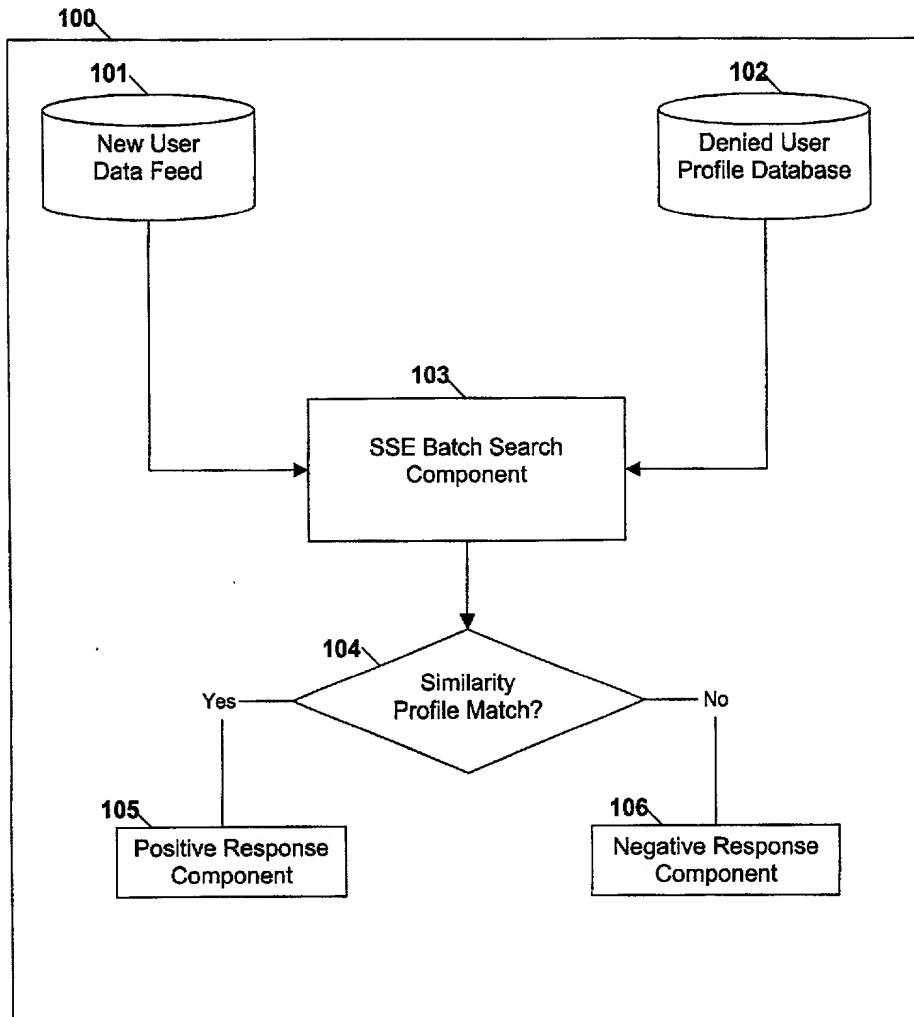 100
101
New User
Data Feed
102
Denied User
Profile Database
103
SSE Batch Search
Component
104
Similarity
Profile Match?
Yes
No
105
Positive Response
Component
106
Negative Response
Component